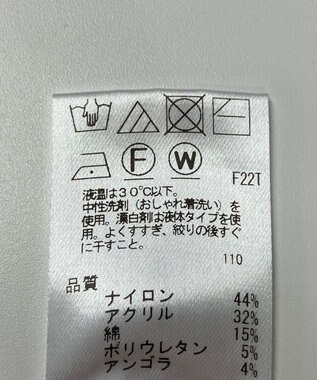 F W
F22T
液温は30℃以下。
中性洗剤(おしゃれ着洗い)を
使用。漂白剤は液体タイプを使
用。よくすすぎ、絞りの後すぐ
に干すこと。
110
品質
ナイロン 44%
アクリル 32%
綿 15%
ポリウレタン 5%
アンゴラ 4%